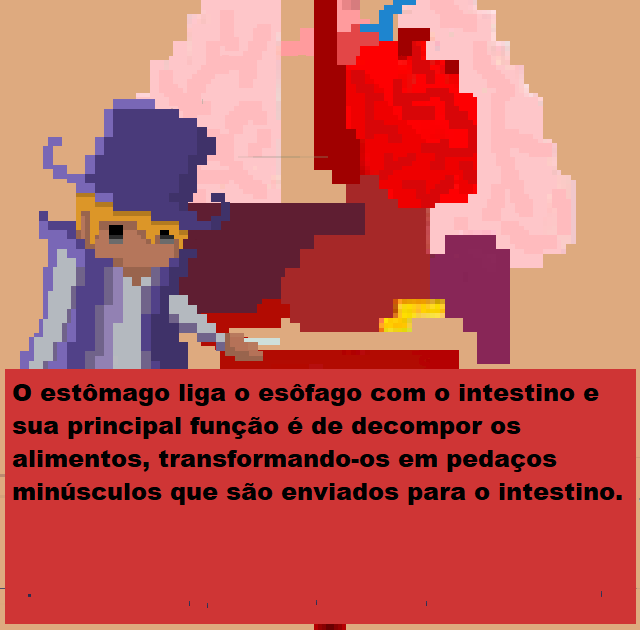 O estômago liga o esôfago com o intestino e
sua principal função é de decompor os
alimentos, transformando-os em pedaços
minúsculos que são enviados para o intestino.